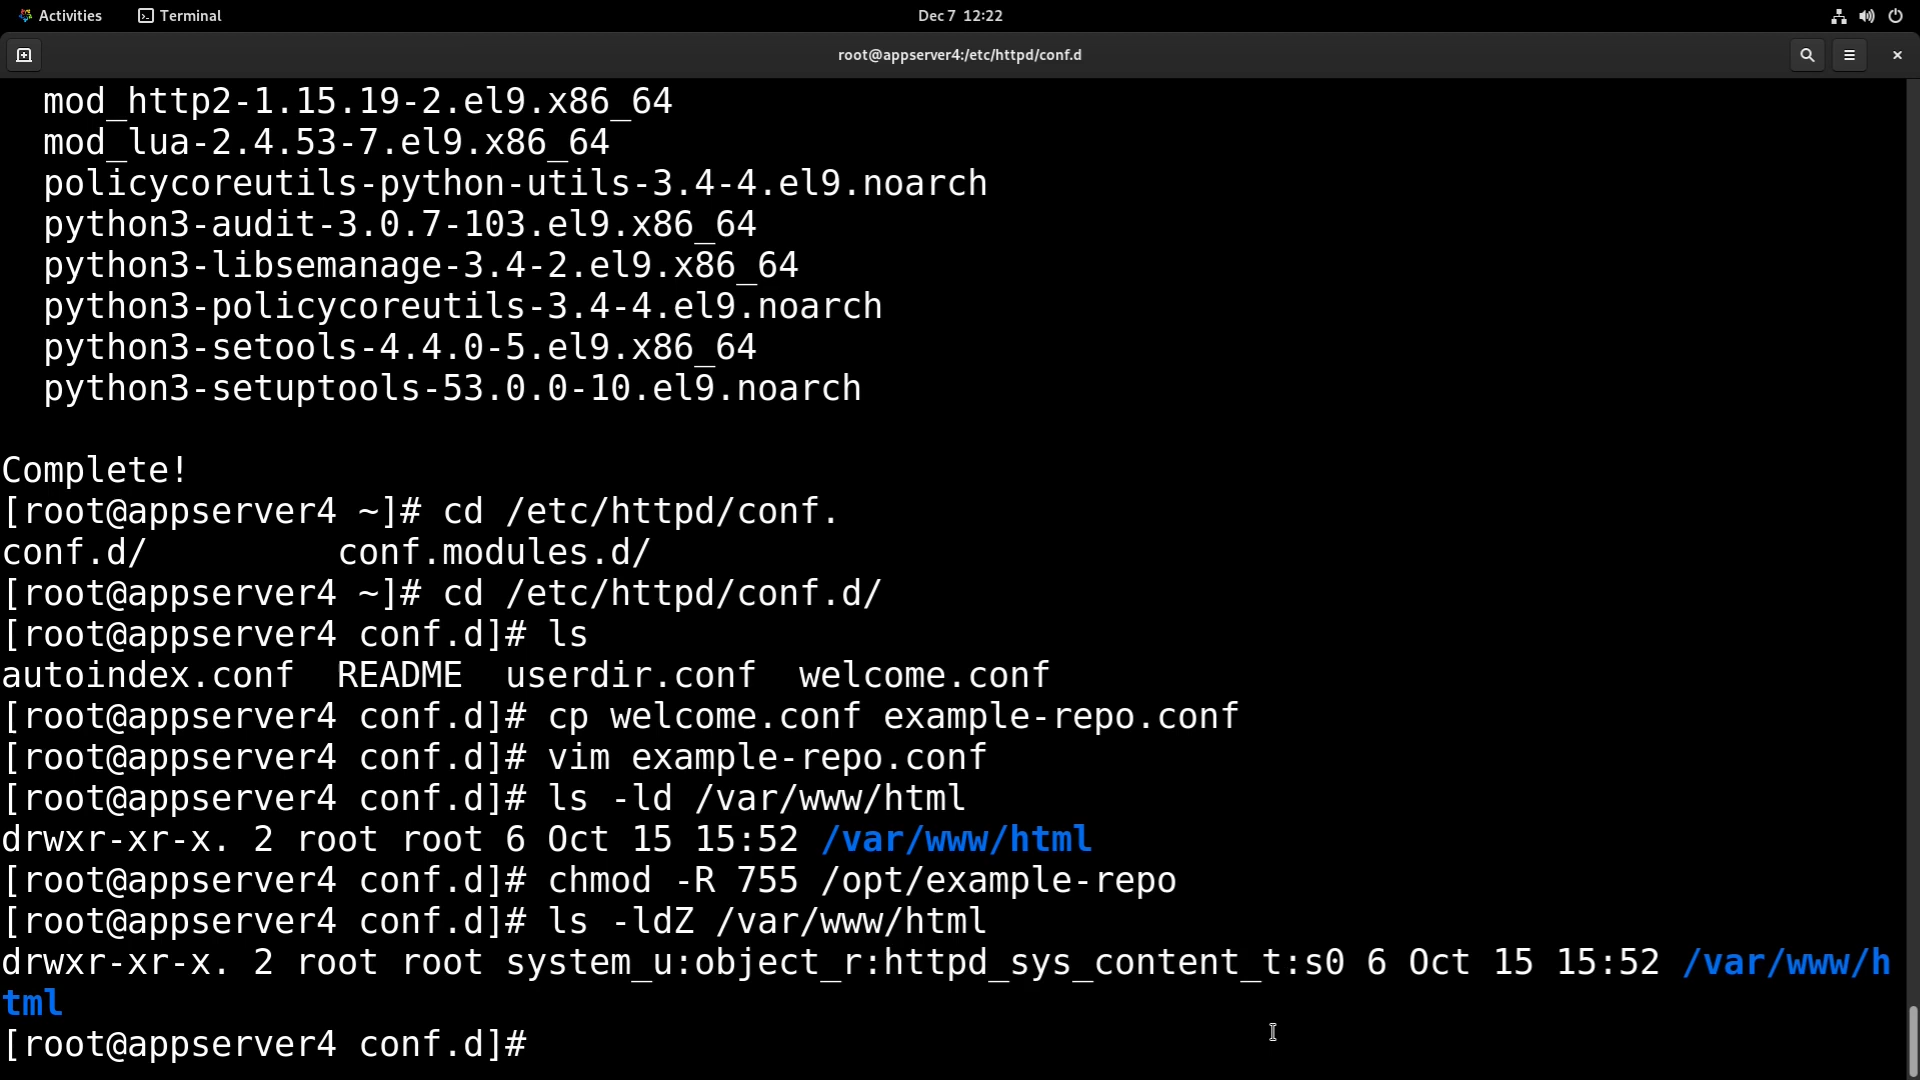 Activities Terminal Dec 7 12:22
root@appserver4:/etc/httpd/conf.d
mod_http2-1.15.19-2.el9.x86_64
mod_lua-2.4.53-7.el9.x86_64
policycoreutils-python-utils-3.4-4.el9.noarch
python3-audit-3.0.7-103.el9.x86_64
python3-libsemanage-3.4-2.el9.x86_64
python3-policycoreutils-3.4-4.el9.noarch
python3-setools-4.4.0-5.el9.x86_64
python3-setuptools-53.0.0-10.el9.noarch
Complete!
[root@appserver4 ~]# cd /etc/httpd/conf.
conf.d/         conf.modules.d/
[root@appserver4 ~]# cd /etc/httpd/conf.d/
[root@appserver4 conf.d]# ls
autoindex.conf  README  userdir.conf  welcome.conf
[root@appserver4 conf.d]# cp welcome.conf example-repo.conf
[root@appserver4 conf.d]# vim example-repo.conf
[root@appserver4 conf.d]# ls -ld /var/www/html
drwxr-xr-x. 2 root root 6 Oct 15 15:52 /var/www/html
[root@appserver4 conf.d]# chmod -R 755 /opt/example-repo
[root@appserver4 conf.d]# ls -ldZ /var/www/html
drwxr-xr-x. 2 root root system_u:object_r:httpd_sys_content_t:s0 6 Oct 15 15:52 /var/www/h
tml
[root@appserver4 conf.d]#